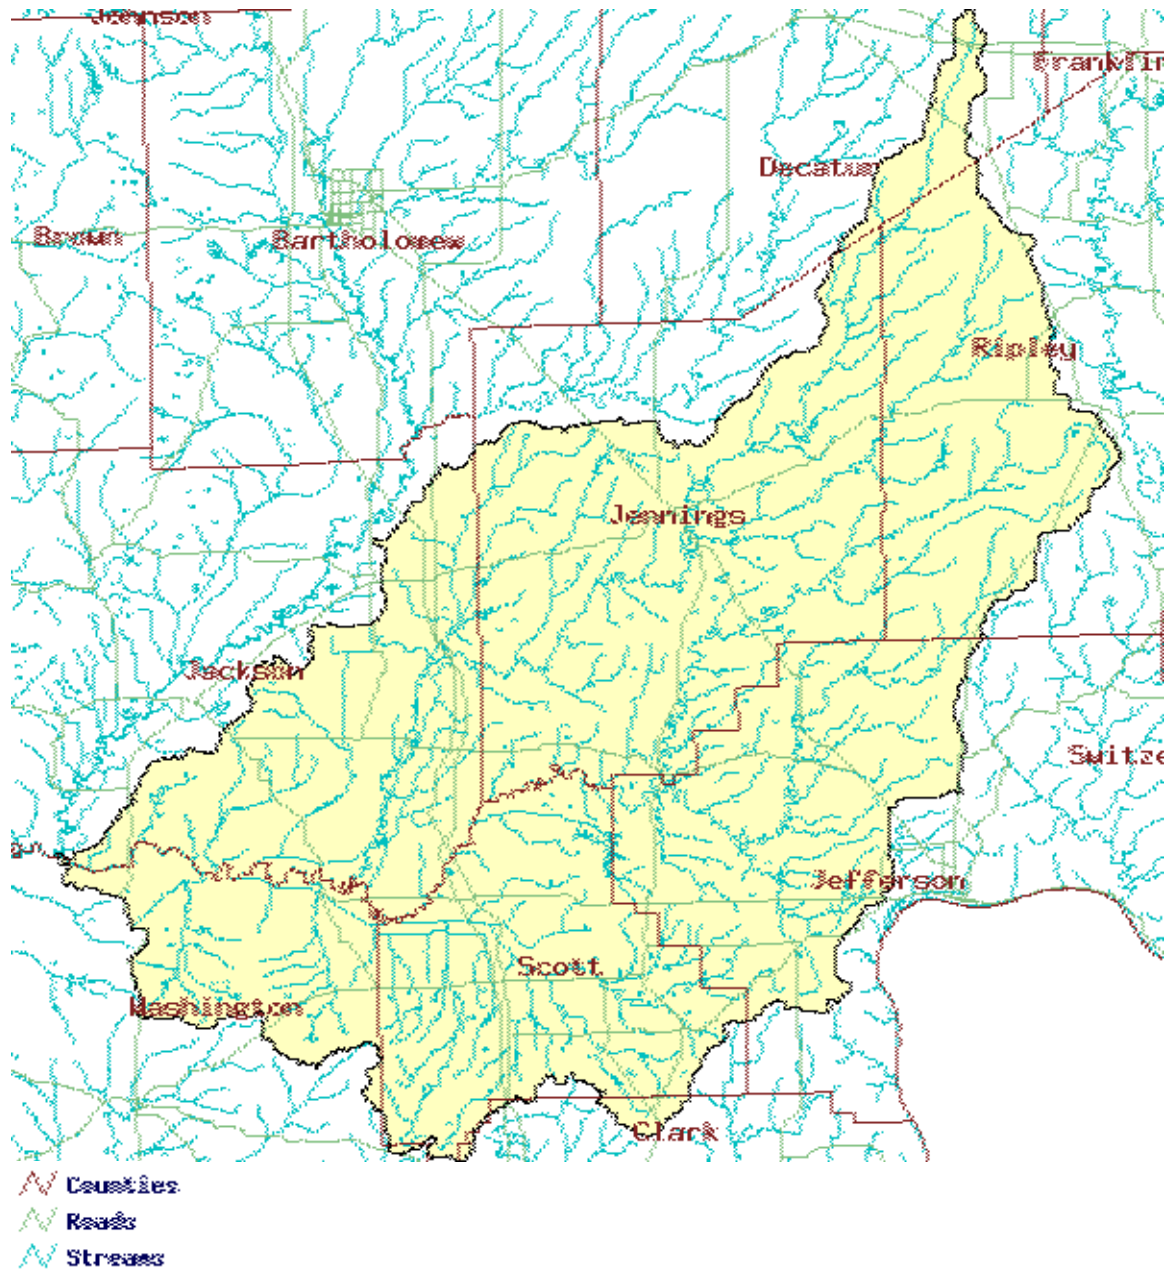 Johnson
Franklin
Decatur
Brown
Bartholomew
Ripley
Jennings
Jackson
Switze
Jefferson
Scott
Washington
Clark
Counties
Roads
Streams